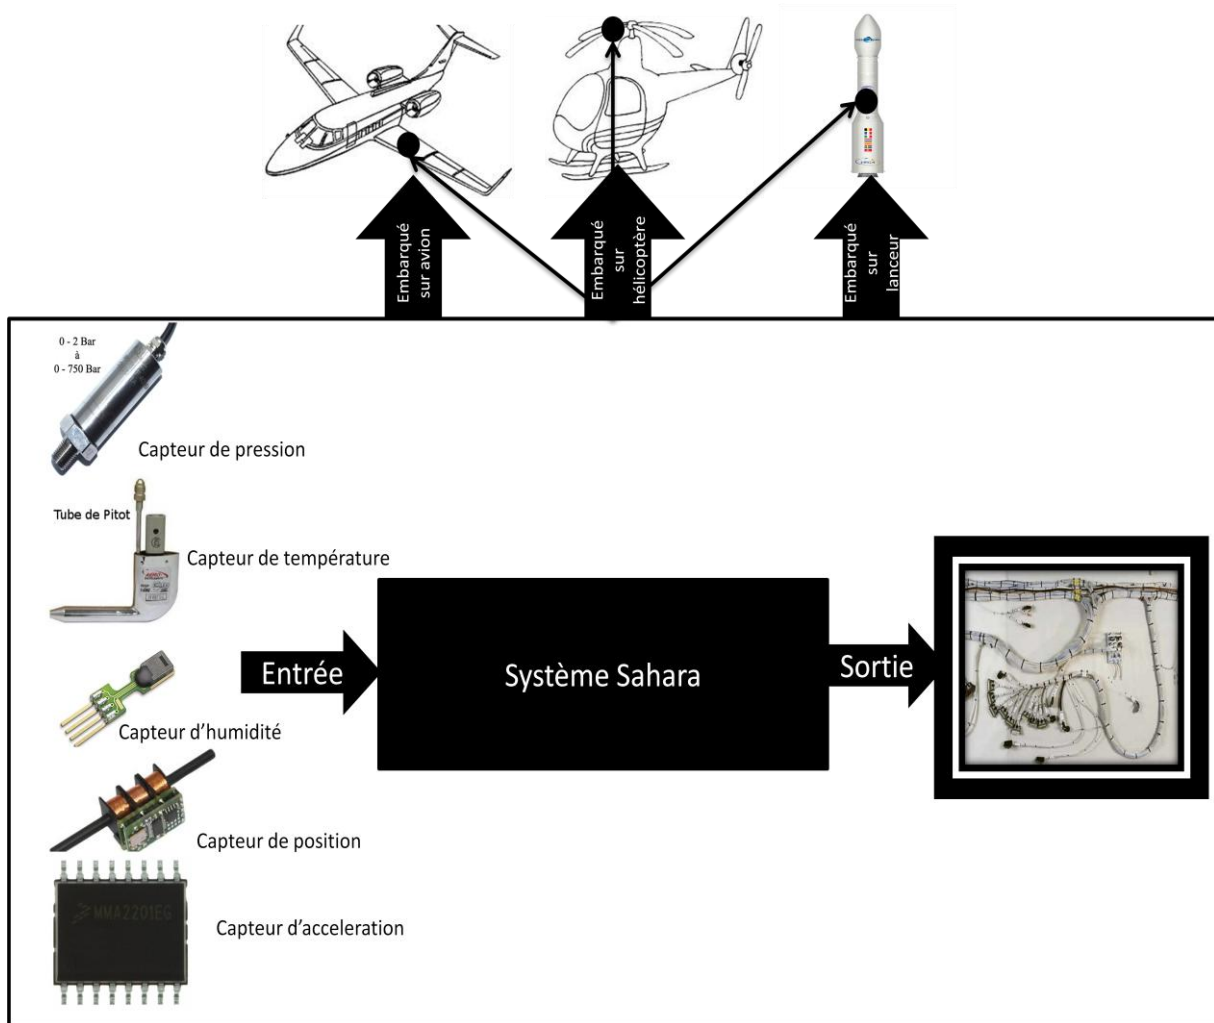 Embarqué
sur avion
Embarqué
sur
hélicoptère
Embarqué
sur
lanceur
0 - 2 Bar
à
0 - 750 Bar
Capteur de pression
Tube de Pitot
Capteur de température
Entrée
Système Sahara
Sortie
Capteur d’humidité
Capteur de position
MMA2201EG
Capteur d’acceleration